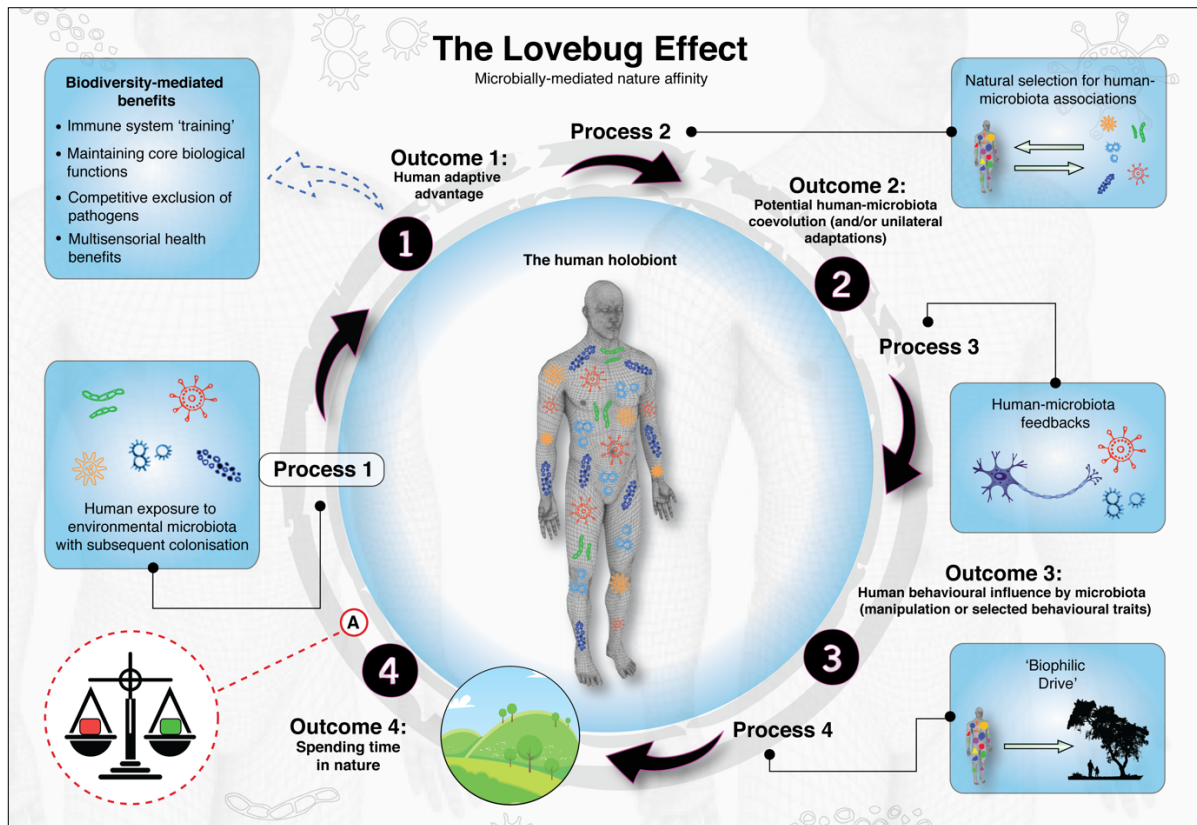 The Lovebug Effect
Microbially-mediated nature affinity
Biodiversity-mediated
benefits
• Immune system ‘training’
• Maintaining core biological
functions
• Competitive exclusion of
pathogens
• Multisensorial health
benefits
Outcome 1:
Human adaptive
advantage
1
Process 2
Natural selection for human-
microbiota associations
Outcome 2:
Potential human-microbiota
coevolution (and/or unilateral
adaptations)
2
The human holobiont
Process 3
Human-microbiota
feedbacks
Process 1
Human exposure to
environmental microbiota
with subsequent colonisation
Outcome 3:
Human behavioural influence by microbiota
(manipulation or selected behavioural traits)
3
A
4
Outcome 4:
Spending time
in nature
Process 4
‘Biophilic
Drive’